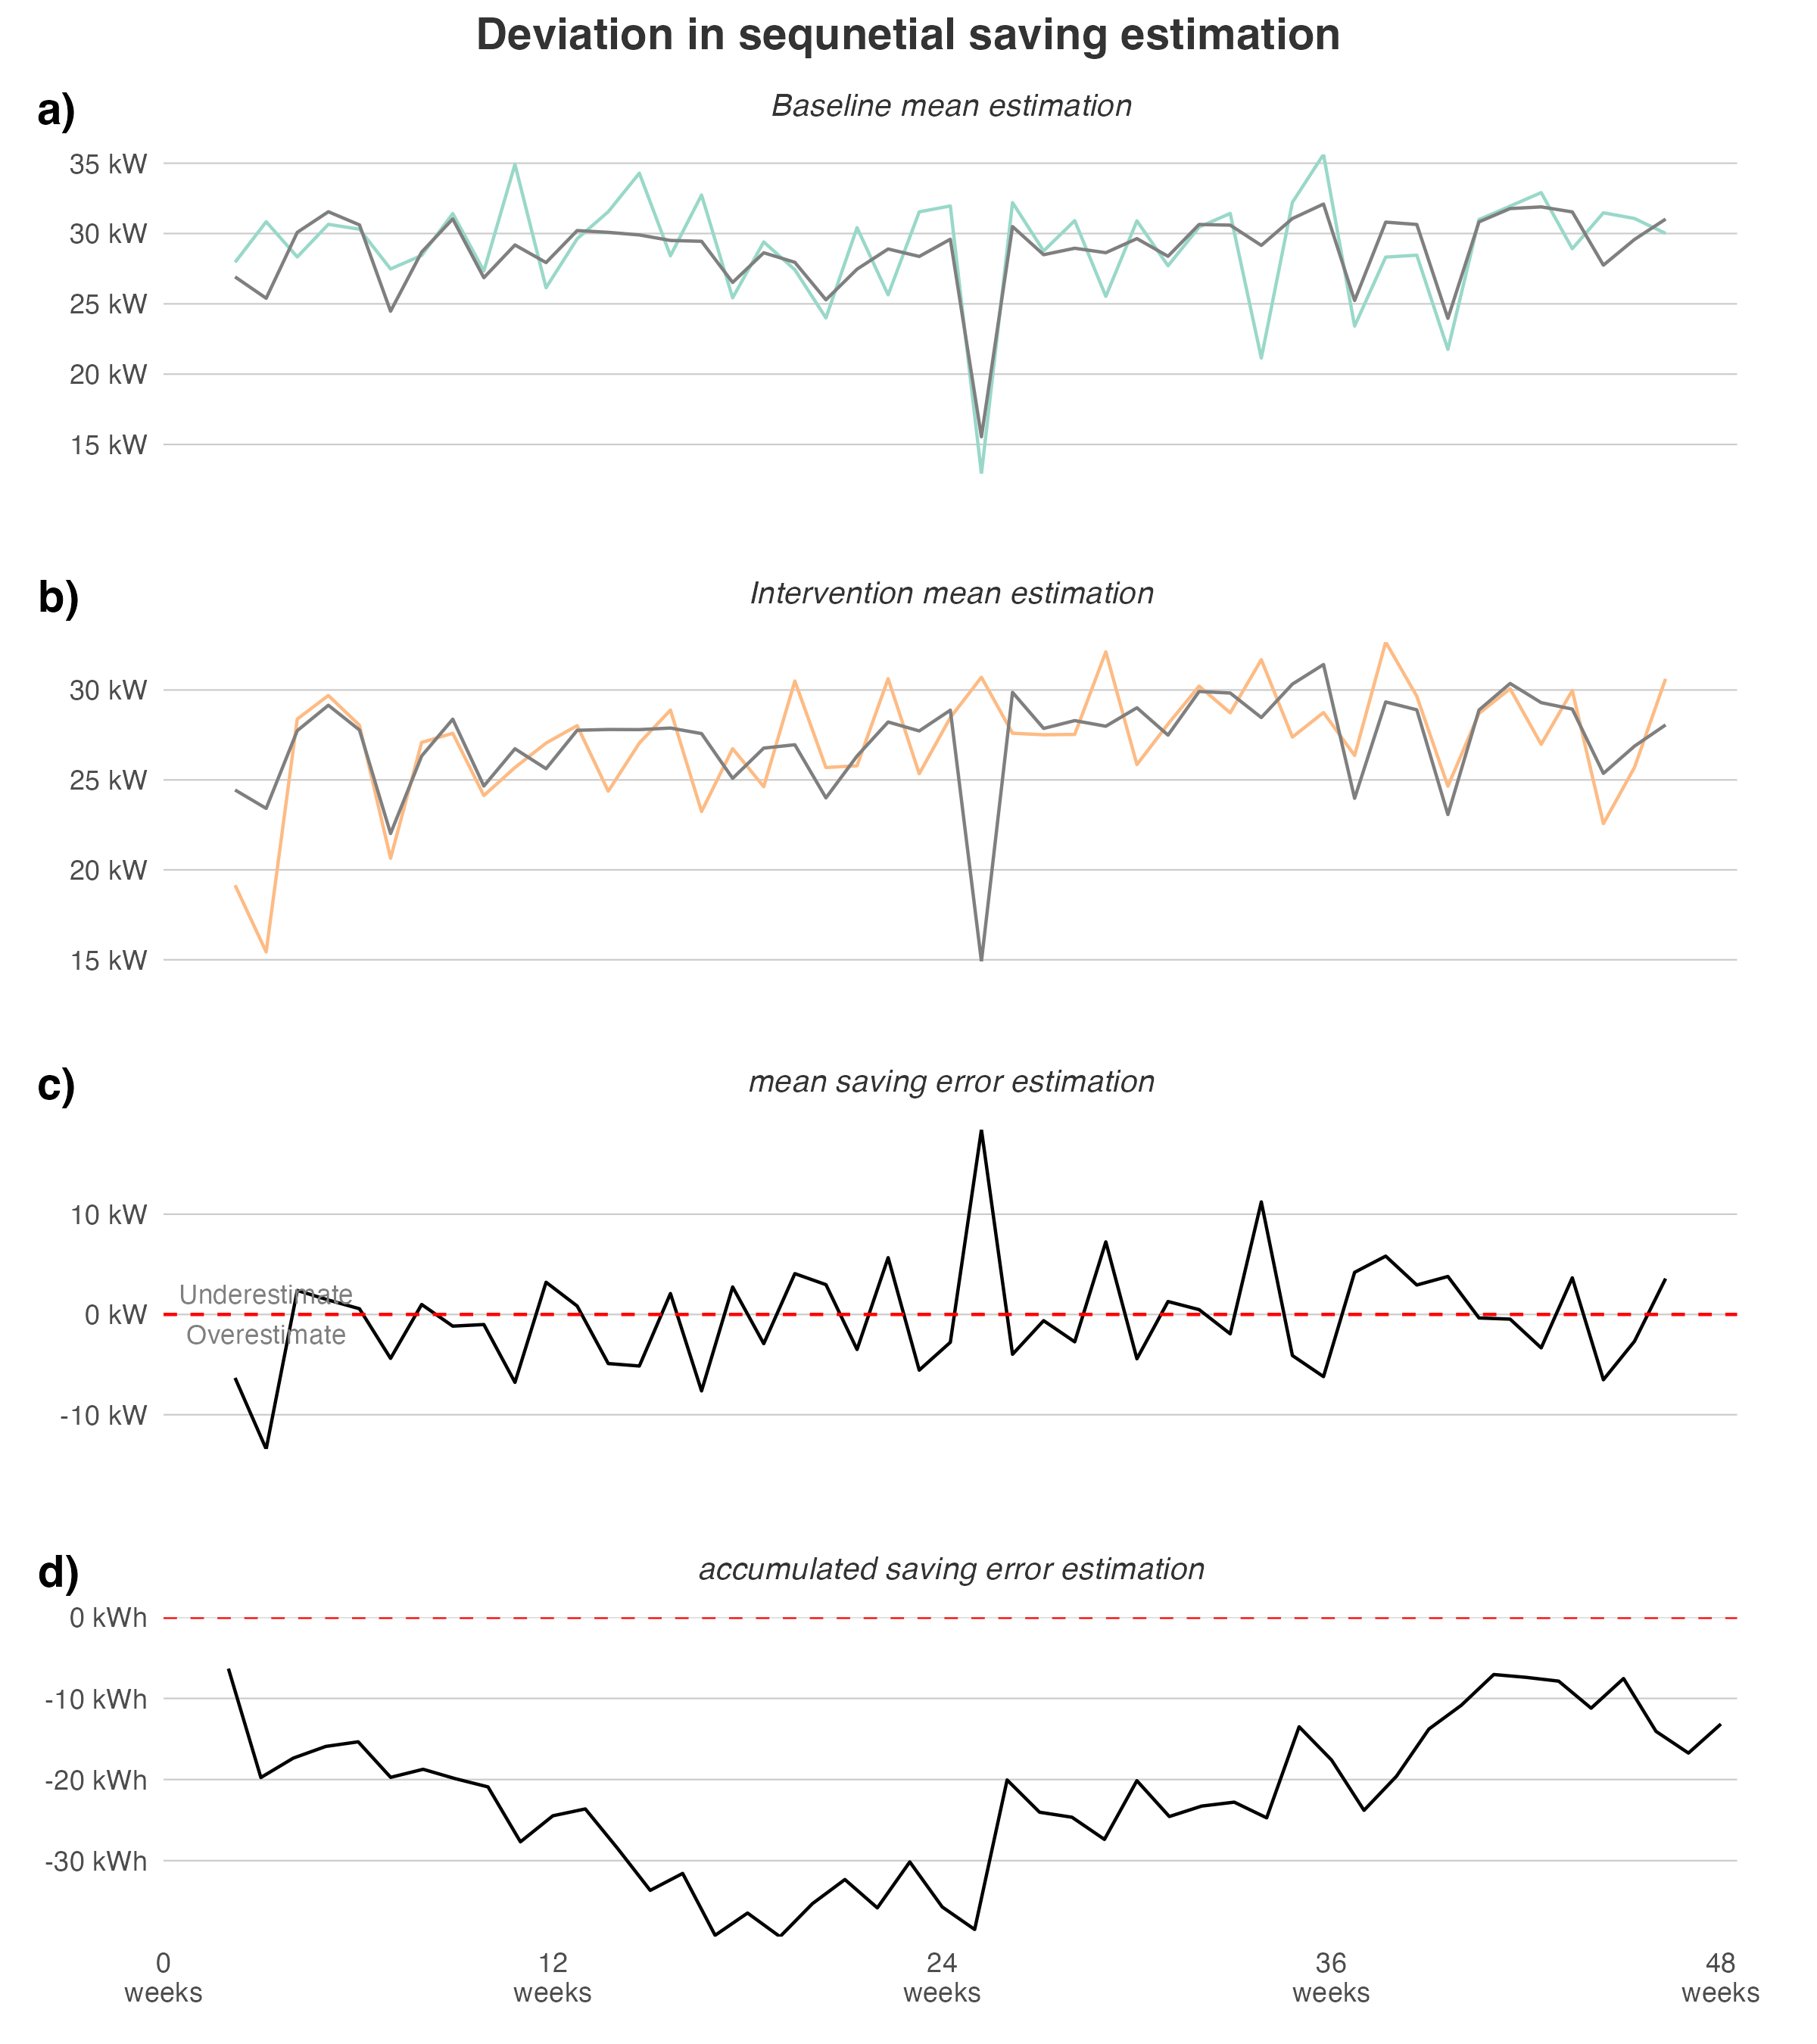 Deviation in sequnetial saving estimation
a)
Baseline mean estimation
35 kW
30 kW
25 kW
20 kW
15 kW
b)
Intervention mean estimation
30 kW
25 kW
20 kW
15 kW
c)
mean saving error estimation
10 kW
Underestimate
0 kW
Overestimate
-10 kW
d)
accumulated saving error estimation
0 kWh
-10 kWh
-20 kWh
-30 kWh
0 12 24 36 48
weeks weeks weeks weeks weeks